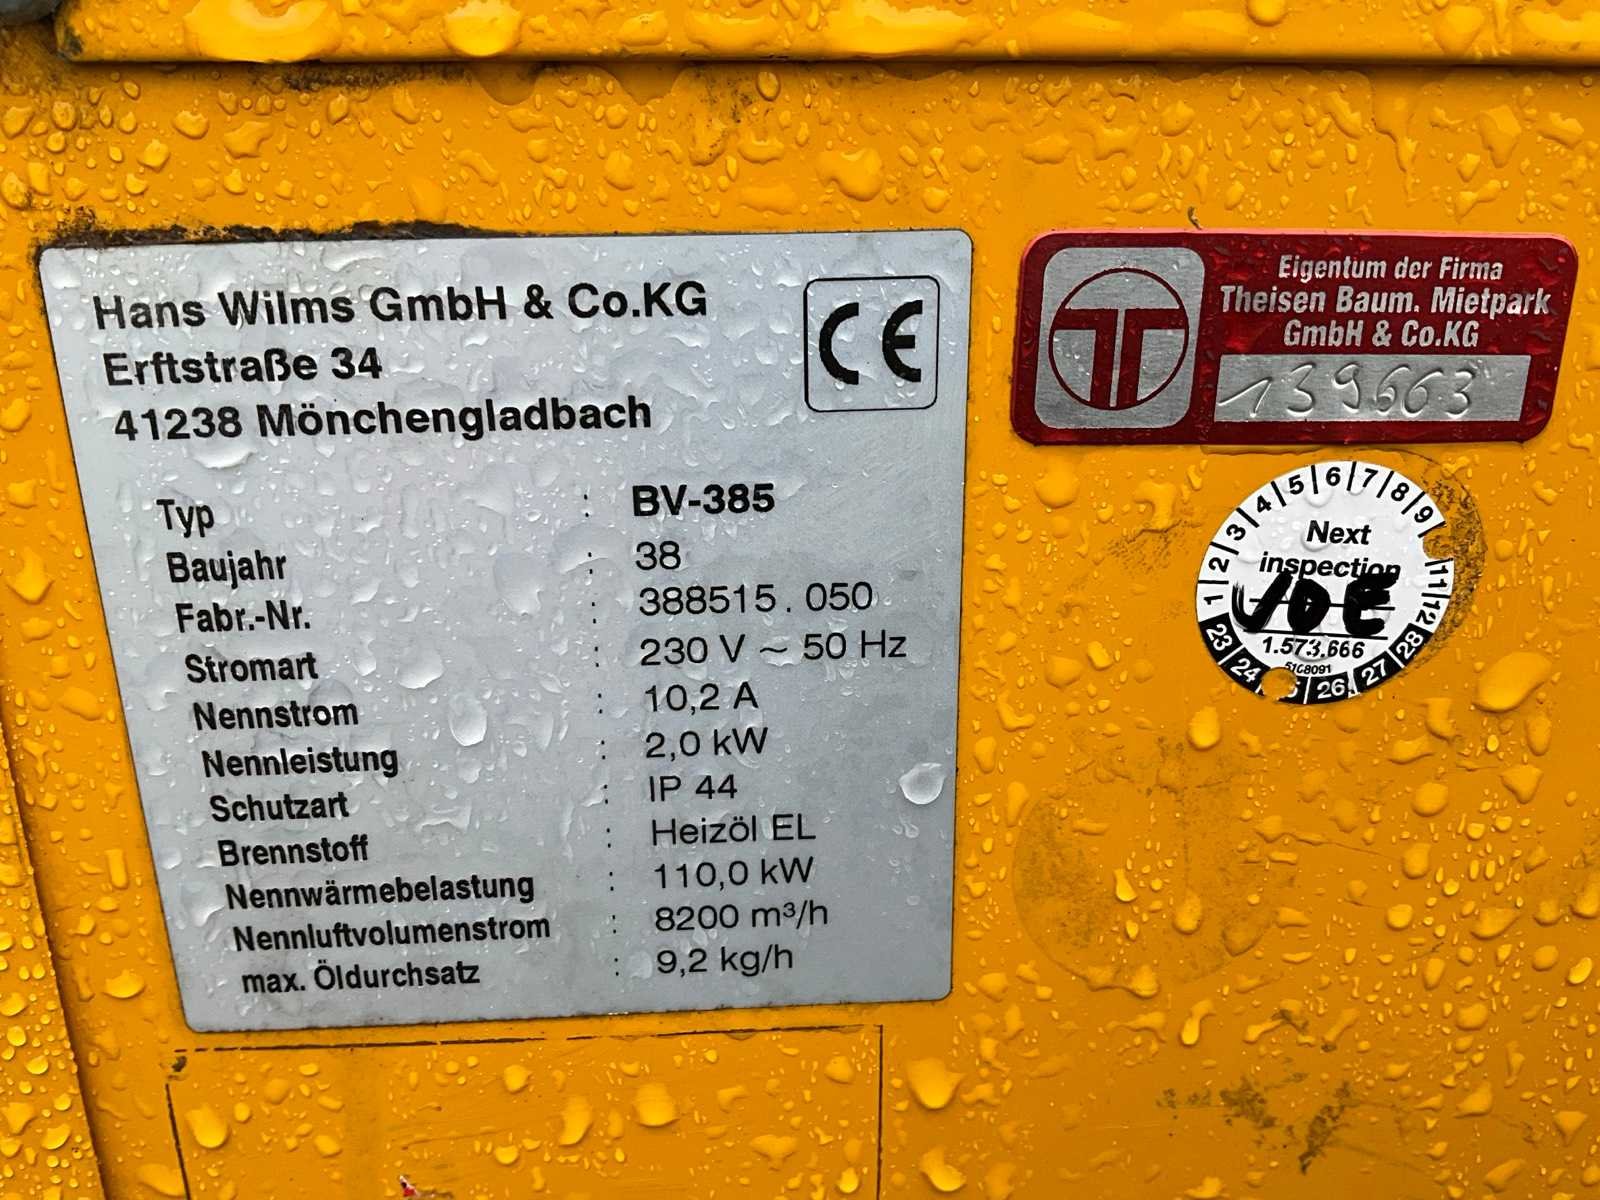 Hans Wilms GmbH & Co.KG
Erftstraße 34
41238 Mönchengladbach
CE
Typ : BV-385
Baujahr : 38
Fabr.-Nr. : 388515.050
Stromart : 230 V ~ 50 Hz
Nennstrom : 10,2 A
Nennleistung : 2,0 kW
Schutzart : IP 44
Brennstoff : Heizöl EL
Nennwärmebelastung : 110,0 kW
Nennluftvolumenstrom : 8200 m³/h
max. Öldurchsatz : 9,2 kg/h
Eigentum der Firma
Theisen Baum. Mietpark
GmbH & Co.KG
139663
1 2 3 4 5 6 7 8 9 11 12
Next
inspection
UDE
1.573.666
51C8091
23 24 26 27 28